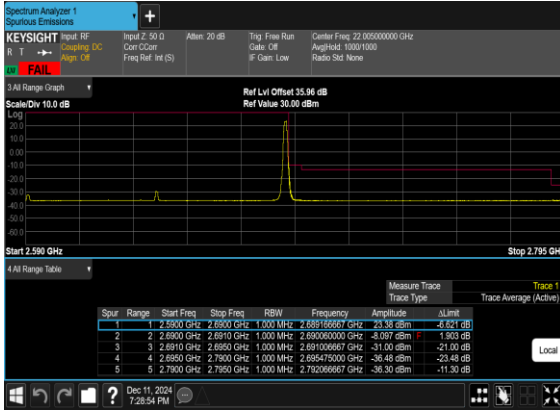 Spectrum Analyzer 1
Spurious Emissions
+
KEYSIGHT Input: RF Input Z: 50 Ω Atten: 20 dB Trig: Free Run Center Freq: 22.005000000 GHz
R T Coupling: DC Corr CCorr Gate: Off Avg|Hold: 1000/1000
Align: Off Freq Ref: Int (S) IF Gain: Low Radio Std: None
FAIL
3 All Range Graph
Ref Lvl Offset 35.96 dB
Scale/Div 10.0 dB Ref Value 30.00 dBm
Log
20.0
10.0
0.00
-10.0
-20.0
-30.0
-40.0
-50.0
-60.0
Start 2.590 GHz Stop 2.795 GH
4 All Range Table
Measure Trace Trace 1
Trace Type Trace Average (Active)
Spur Range Start Freq Stop Freq RBW Frequency Amplitude ΔLimit
1 1 2.5900 GHz 2.6900 GHz 1.000 MHz 2.689166667 GHz 23.38 dBm -6.621 dB
2 2 2.6900 GHz 2.6910 GHz 1.000 MHz 2.690060000 GHz -8.097 dBm F 1.903 dB
3 3 2.6910 GHz 2.6950 GHz 1.000 MHz 2.691006667 GHz -31.00 dBm -21.00 dB
4 4 2.6950 GHz 2.7900 GHz 1.000 MHz 2.695475000 GHz -36.48 dBm -23.48 dB
5 5 2.7900 GHz 2.7950 GHz 1.000 MHz 2.792066667 GHz -36.30 dBm -11.30 dB
Local
?
Dec 11, 2024
7:28:54 PM